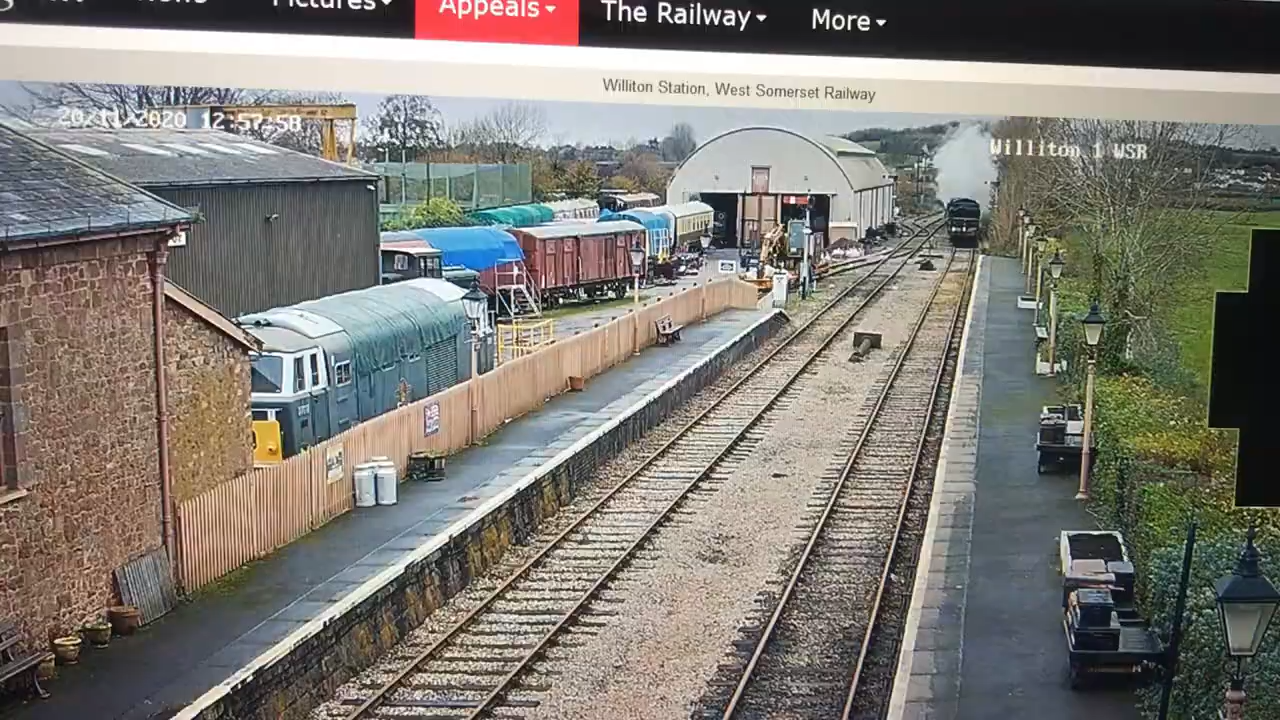 Pictures
Appeals
The Railway
More
Williton Station, West Somerset Railway
20/11/2020 12:57:58
Williton 1 WSR